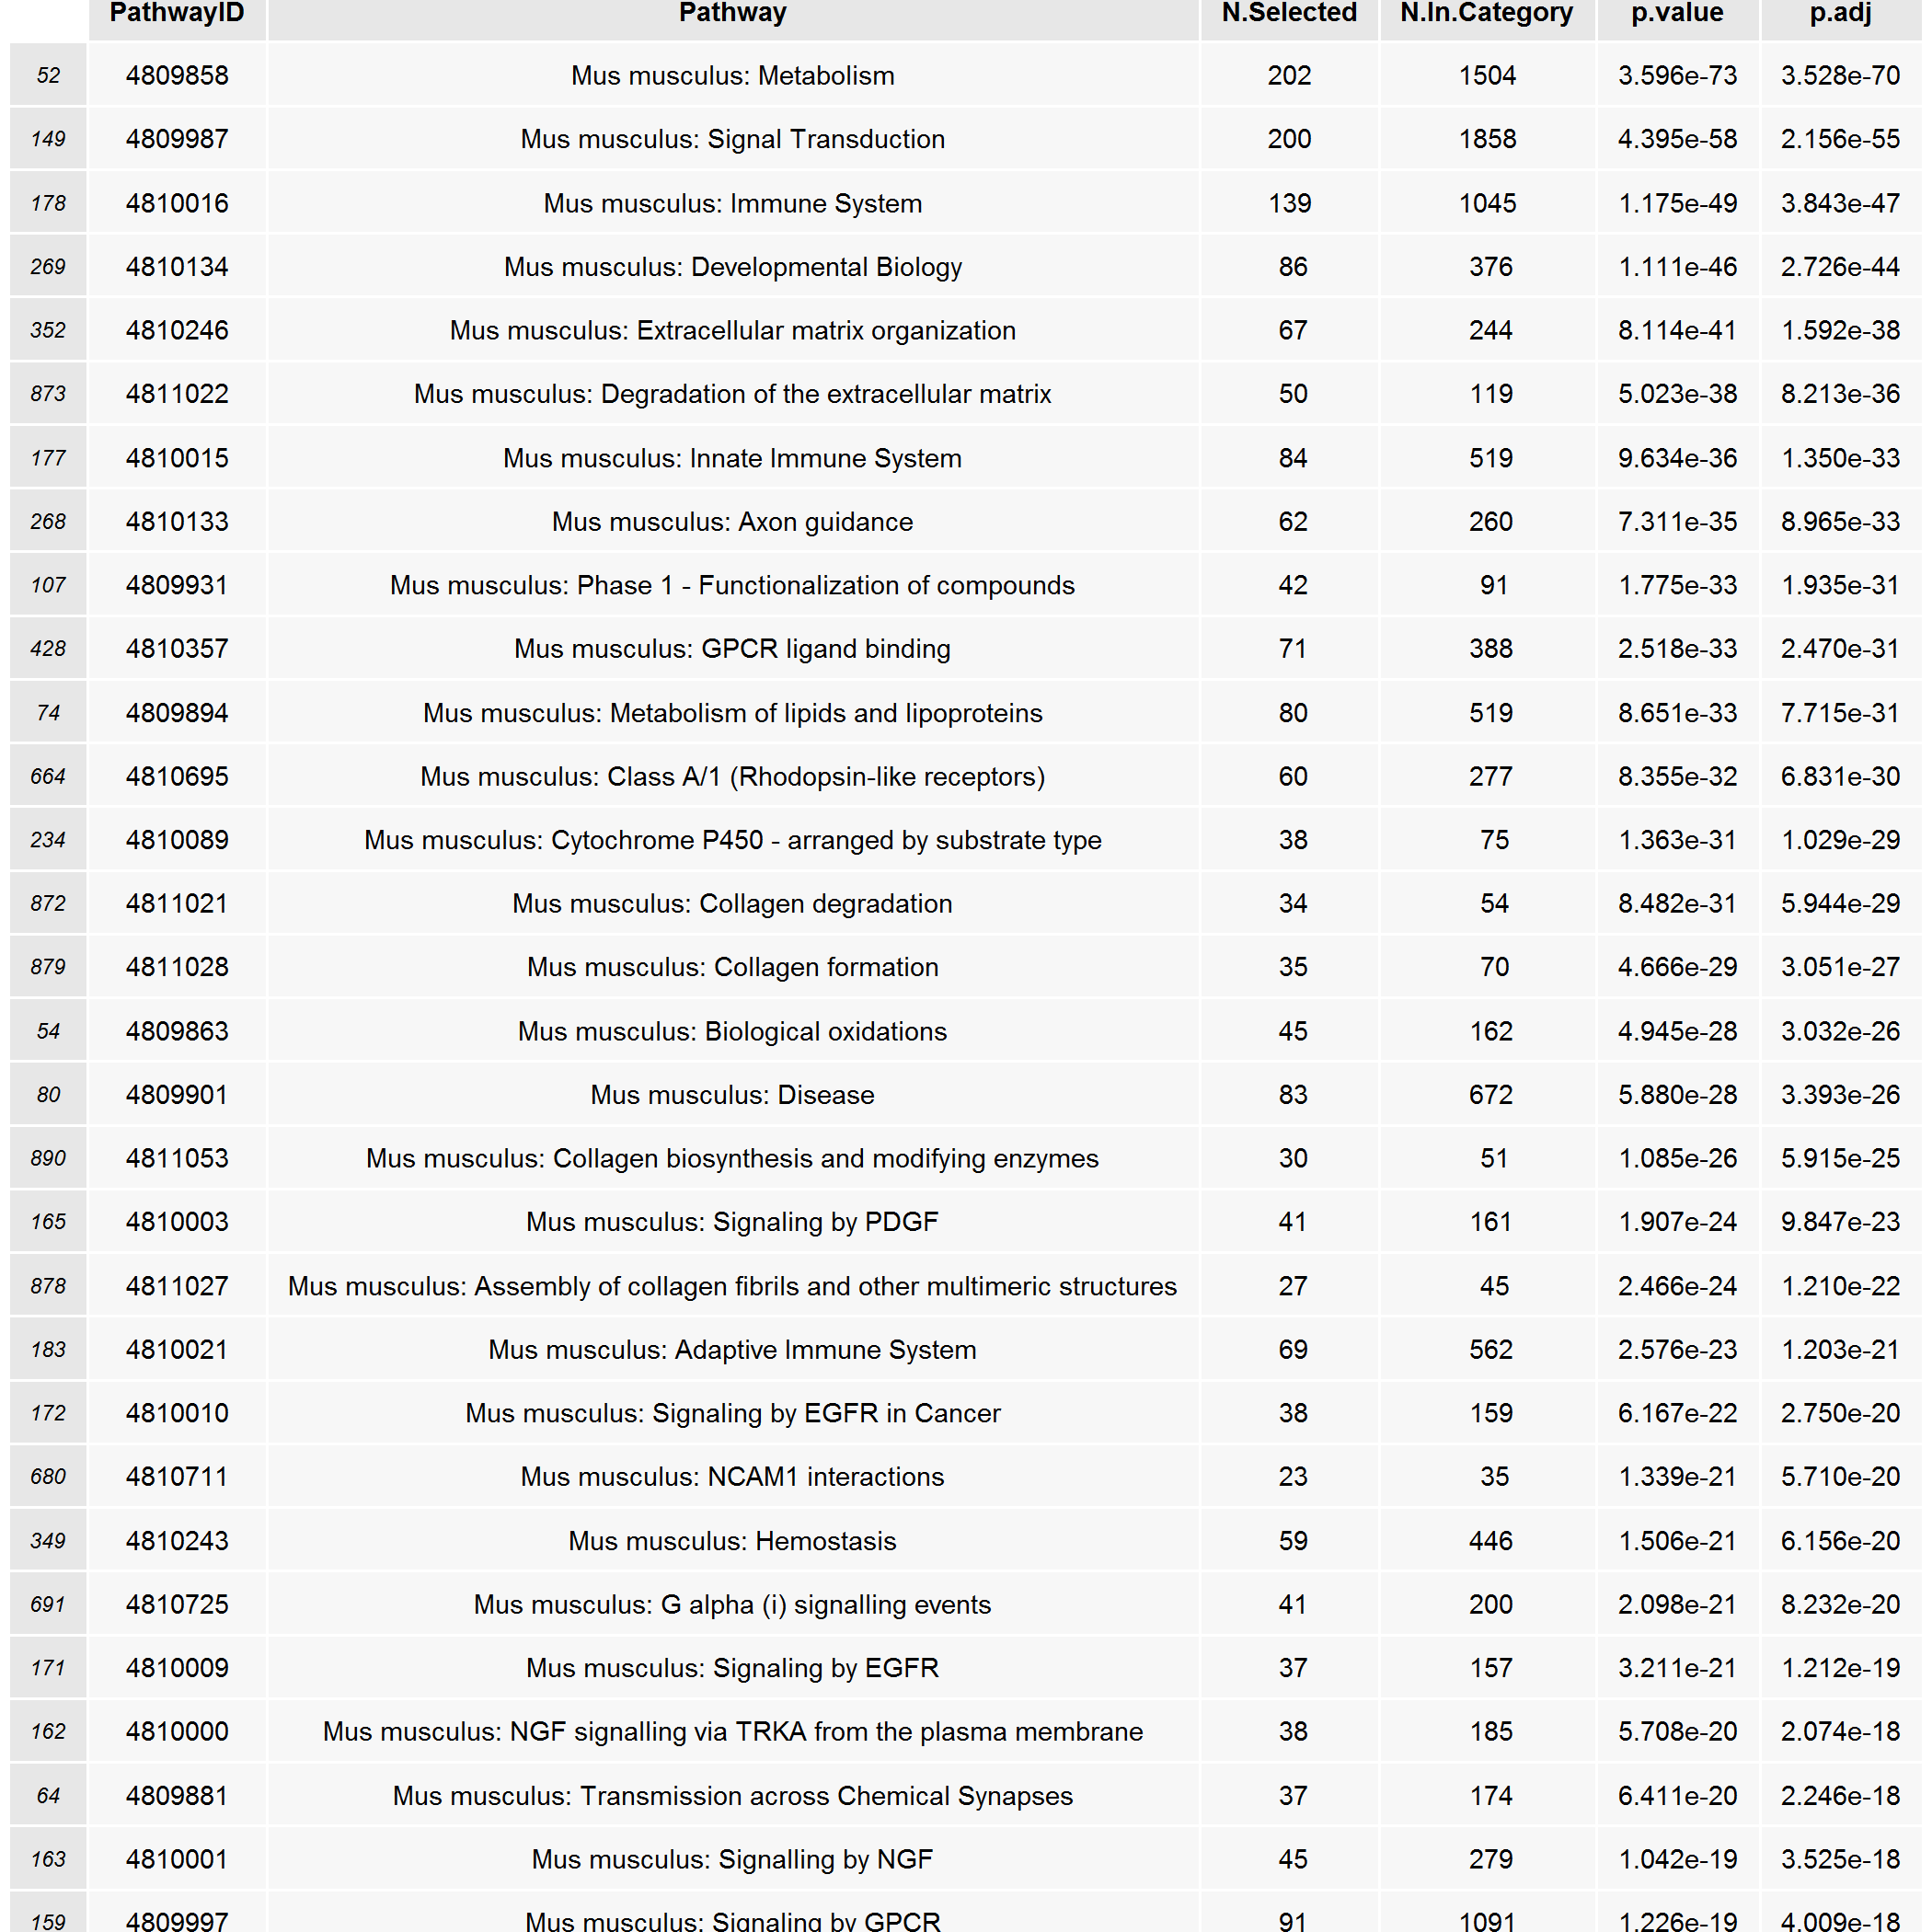 PathwayID Pathway N.Selected N.In.Category p.value p.adj
52 4809858 Mus musculus: Metabolism 202 1504 3.596e-73 3.528e-70
149 4809987 Mus musculus: Signal Transduction 200 1858 4.395e-58 2.156e-55
178 4810016 Mus musculus: Immune System 139 1045 1.175e-49 3.843e-47
269 4810134 Mus musculus: Developmental Biology 86 376 1.111e-46 2.726e-44
352 4810246 Mus musculus: Extracellular matrix organization 67 244 8.114e-41 1.592e-38
873 4811022 Mus musculus: Degradation of the extracellular matrix 50 119 5.023e-38 8.213e-36
177 4810015 Mus musculus: Innate Immune System 84 519 9.634e-36 1.350e-33
268 4810133 Mus musculus: Axon guidance 62 260 7.311e-35 8.965e-33
107 4809931 Mus musculus: Phase 1 - Functionalization of compounds 42 91 1.775e-33 1.935e-31
428 4810357 Mus musculus: GPCR ligand binding 71 388 2.518e-33 2.470e-31
74 4809894 Mus musculus: Metabolism of lipids and lipoproteins 80 519 8.651e-33 7.715e-31
664 4810695 Mus musculus: Class A/1 (Rhodopsin-like receptors) 60 277 8.355e-32 6.831e-30
234 4810089 Mus musculus: Cytochrome P450 - arranged by substrate type 38 75 1.363e-31 1.029e-29
872 4811021 Mus musculus: Collagen degradation 34 54 8.482e-31 5.944e-29
879 4811028 Mus musculus: Collagen formation 35 70 4.666e-29 3.051e-27
54 4809863 Mus musculus: Biological oxidations 45 162 4.945e-28 3.032e-26
80 4809901 Mus musculus: Disease 83 672 5.880e-28 3.393e-26
890 4811053 Mus musculus: Collagen biosynthesis and modifying enzymes 30 51 1.085e-26 5.915e-25
165 4810003 Mus musculus: Signaling by PDGF 41 161 1.907e-24 9.847e-23
878 4811027 Mus musculus: Assembly of collagen fibrils and other multimeric structures 27 45 2.466e-24 1.210e-22
183 4810021 Mus musculus: Adaptive Immune System 69 562 2.576e-23 1.203e-21
172 4810010 Mus musculus: Signaling by EGFR in Cancer 38 159 6.167e-22 2.750e-20
680 4810711 Mus musculus: NCAM1 interactions 23 35 1.339e-21 5.710e-20
349 4810243 Mus musculus: Hemostasis 59 446 1.506e-21 6.156e-20
691 4810725 Mus musculus: G alpha (i) signalling events 41 200 2.098e-21 8.232e-20
171 4810009 Mus musculus: Signaling by EGFR 37 157 3.211e-21 1.212e-19
162 4810000 Mus musculus: NGF signalling via TRKA from the plasma membrane 38 185 5.708e-20 2.074e-18
64 4809881 Mus musculus: Transmission across Chemical Synapses 37 174 6.411e-20 2.246e-18
163 4810001 Mus musculus: Signalling by NGF 45 279 1.042e-19 3.525e-18
159 4809997 Mus musculus: Signaling by GPCR 91 1091 1.226e-19 4.009e-18